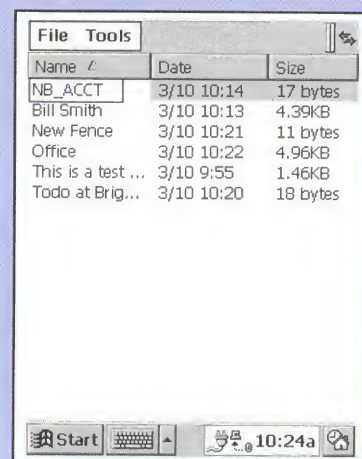 File Tools
Name Date Size
NB_ACCT 3/10 10:14 17 bytes
Bill Smith 3/10 10:13 4.39KB
New Fence 3/10 10:21 11 bytes
Office 3/10 10:22 4.96KB
This is a test ... 3/10 9:55 1.46KB
Todo at Brig... 3/10 10:20 18 bytes
Start 10:24a